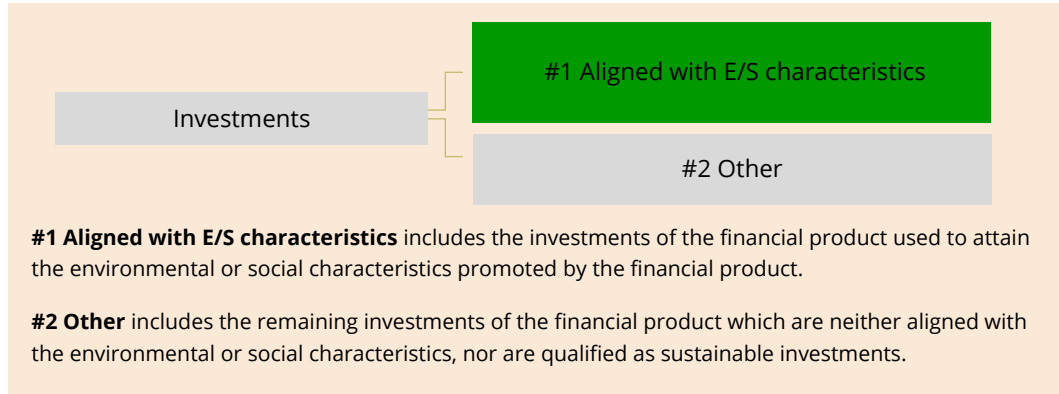 #1 Aligned with E/S characteristics
Investments
#2 Other
#1 Aligned with E/S characteristics includes the investments of the financial product used to attain
the environmental or social characteristics promoted by the financial product.
#2 Other includes the remaining investments of the financial product which are neither aligned with
the environmental or social characteristics, nor are qualified as sustainable investments.